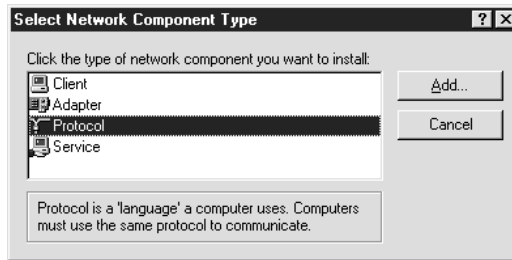 Select Network Component Type
Click the type of network component you want to install:
Client
Add...
Adapter
Protocol
Cancel
Service
Protocol is a 'language' a computer uses. Computers
must use the same protocol to communicate.